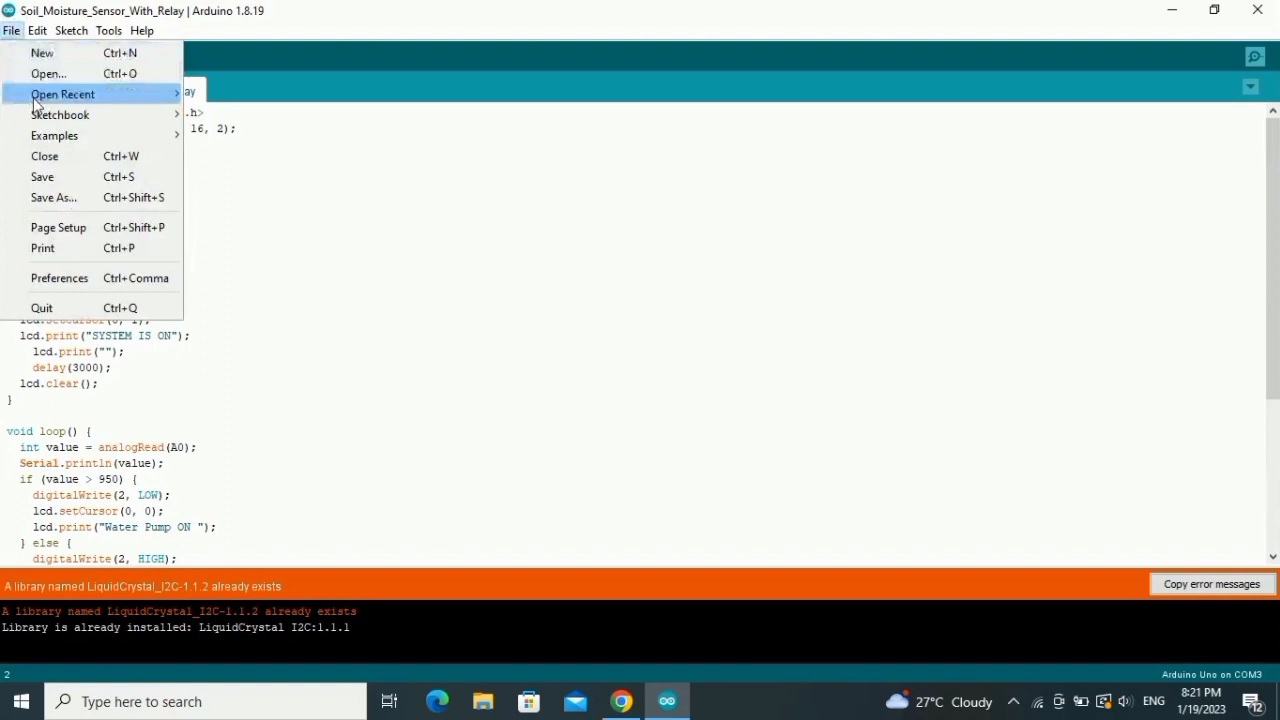 Soil_Moisture_Sensor_With_Relay | Arduino 1.8.19
File Edit Sketch Tools Help
New Ctrl+N
Open... Ctrl+O
Open Recent
Sketchbook
Examples
Close Ctrl+W
Save Ctrl+S
Save As... Ctrl+Shift+S
Page Setup Ctrl+Shift+P
Print Ctrl+P
Preferences Ctrl+Comma
Quit Ctrl+Q
ay
.h>
16, 2);
lcd.setCursor(0, 1);
lcd.print("SYSTEM IS ON");
lcd.print("");
delay(3000);
lcd.clear();
}
void loop() {
int value = analogRead(A0);
Serial.println(value);
if (value > 950) {
digitalWrite(2, LOW);
lcd.setCursor(0, 0);
lcd.print("Water Pump ON ");
} else {
digitalWrite(2, HIGH);
A library named LiquidCrystal_I2C-1.1.2 already exists
Copy error messages
A library named LiquidCrystal_I2C-1.1.2 already exists
Library is already installed: LiquidCrystal I2C:1.1.1
2
Arduino Uno on COM3
Type here to search
27°C Cloudy
ENG
8:21 PM
1/19/2023
12